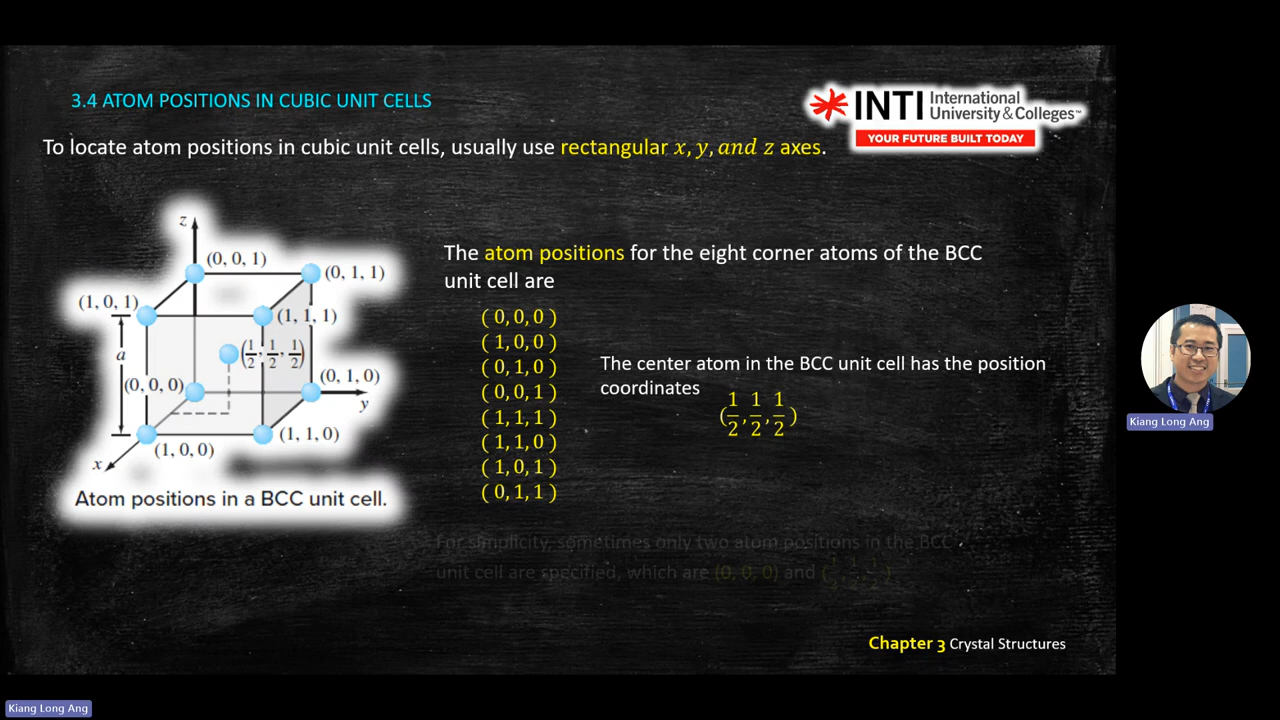 3.4 ATOM POSITIONS IN CUBIC UNIT CELLS
INTI International
University & Colleges™
YOUR FUTURE BUILT TODAY
To locate atom positions in cubic unit cells, usually use rectangular x, y, and z axes.
z
(0, 0, 1)
(0, 1, 1)
(1, 0, 1)
(1, 1, 1)
a
(1/2, 1/2, 1/2)
(0, 0, 0)
(0, 1, 0)
y
(1, 1, 0)
(1, 0, 0)
x
Atom positions in a BCC unit cell.
The atom positions for the eight corner atoms of the BCC
unit cell are
( 0, 0, 0 )
( 1, 0, 0 )
( 0, 1, 0 )
( 0, 0, 1 )
( 1, 1, 1 )
( 1, 1, 0 )
( 1, 0, 1 )
( 0, 1, 1 )
The center atom in the BCC unit cell has the position
coordinates
(1/2, 1/2, 1/2)
For simplicity, sometimes only two atom positions in the BCC
unit cell are specified, which are (0, 0, 0) and (1/2, 1/2, 1/2)
Chapter 3 Crystal Structures
Kiang Long Ang
Kiang Long Ang